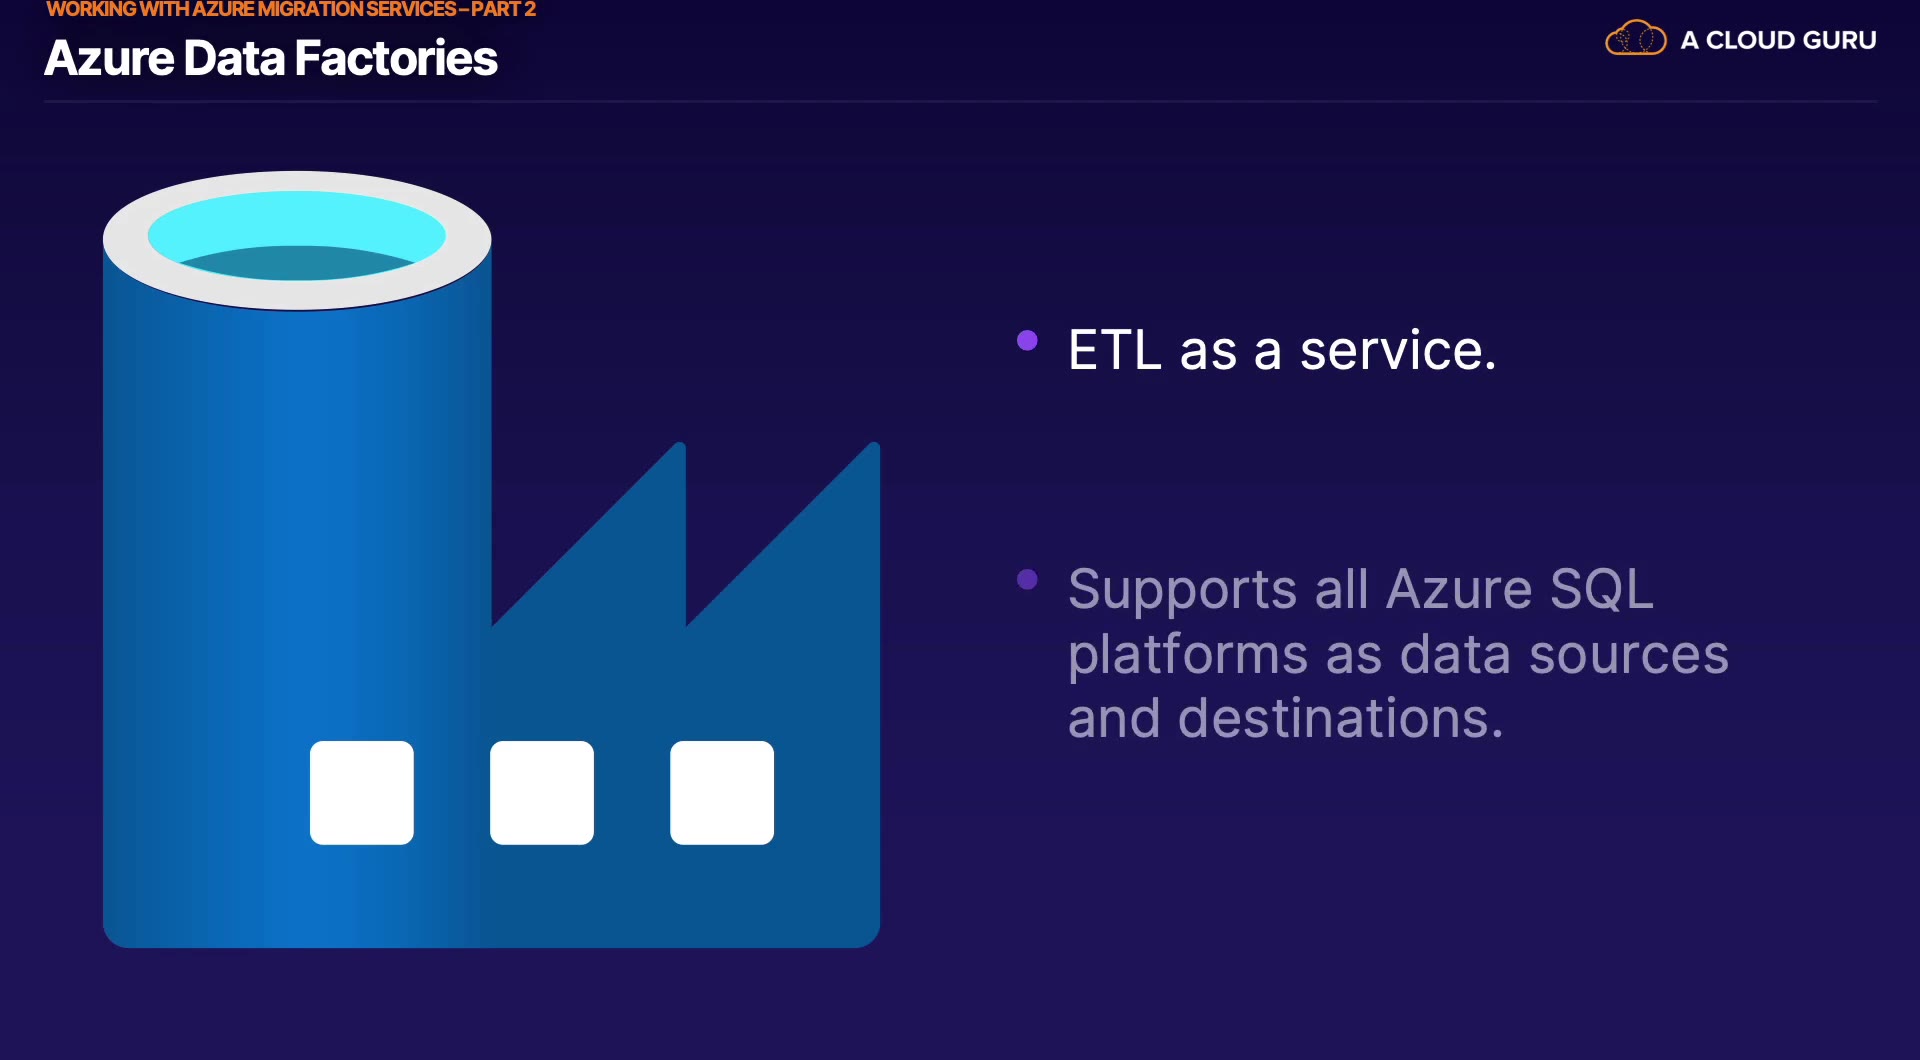 WORKING WITH AZURE MIGRATION SERVICES – PART 2
Azure Data Factories
A CLOUD GURU
ETL as a service.
Supports all Azure SQL
platforms as data sources
and destinations.